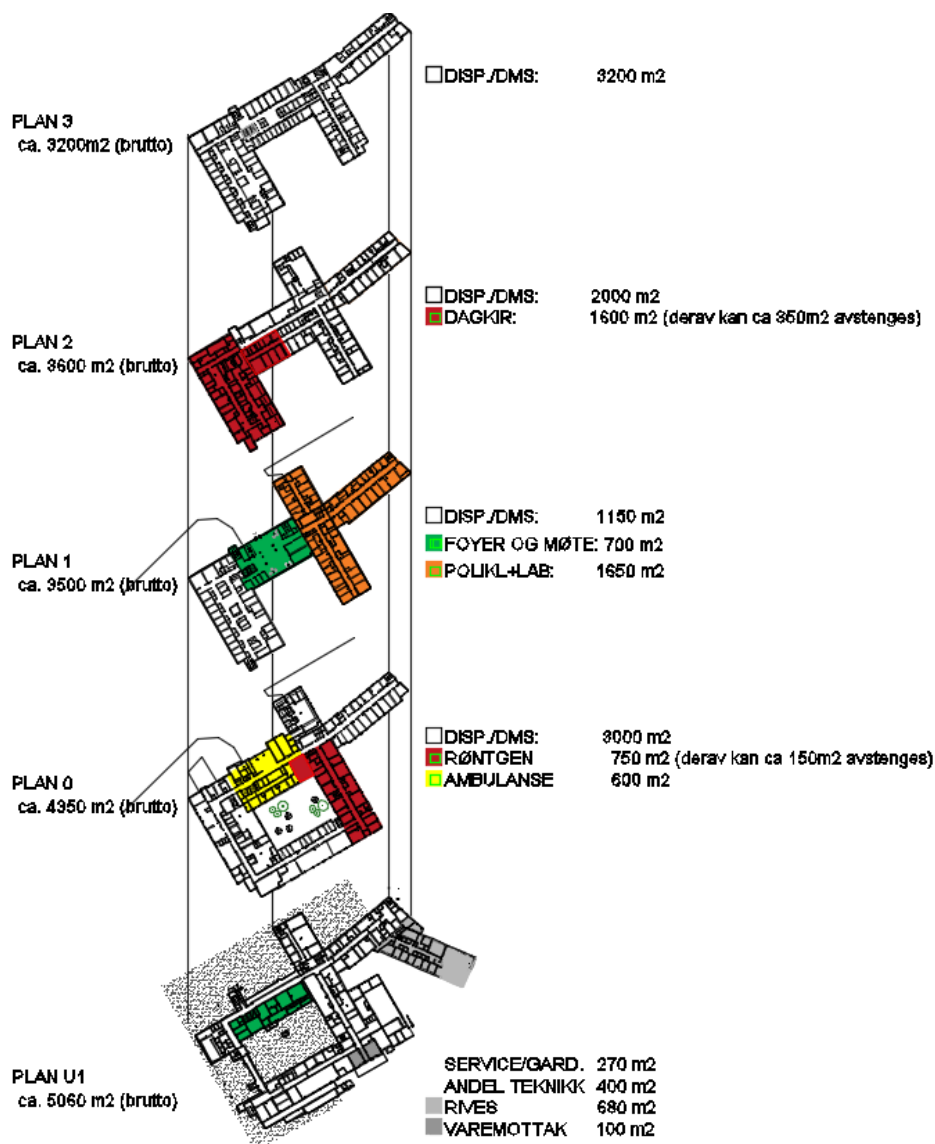 DISP./DMS: 3200 m2
PLAN 3
ca. 3200m2 (brutto)
DISP./DMS: 2000 m2
DAGKIR: 1600 m2 (derav kan ca 350m2 avstenges)
PLAN 2
ca. 3600 m2 (brutto)
DISP./DMS: 1150 m2
FOYER OG MØTE: 700 m2
PLAN 1
POLIKL+LAB: 1650 m2
ca. 3500 m2 (brutto)
DISP./DMS: 3000 m2
RØNTGEN 750 m2 (derav kan ca 150m2 avstenges)
PLAN 0
AMBULANSE 600 m2
ca. 4350 m2 (brutto)
SERVICE/GARD. 270 m2
PLAN U1
ANDEL TEKNIKK 400 m2
ca. 5060 m2 (brutto)
RIVES 680 m2
VAREMOTTAK 100 m2